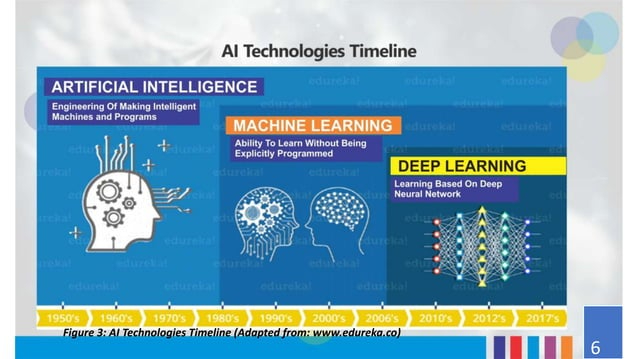 AI Technologies Timeline
ARTIFICIAL INTELLIGENCE
Engineering Of Making Intelligent
Machines and Programs
MACHINE LEARNING
Ability To Learn Without Being
Explicitly Programmed
DEEP LEARNING
Learning Based On Deep
Neural Network
1950's 1960's 1970's 1980's 1990's 2000's 2006's 2010's 2012's 2017's
Figure 3: AI Technologies Timeline (Adapted from: www.edureka.co)
6